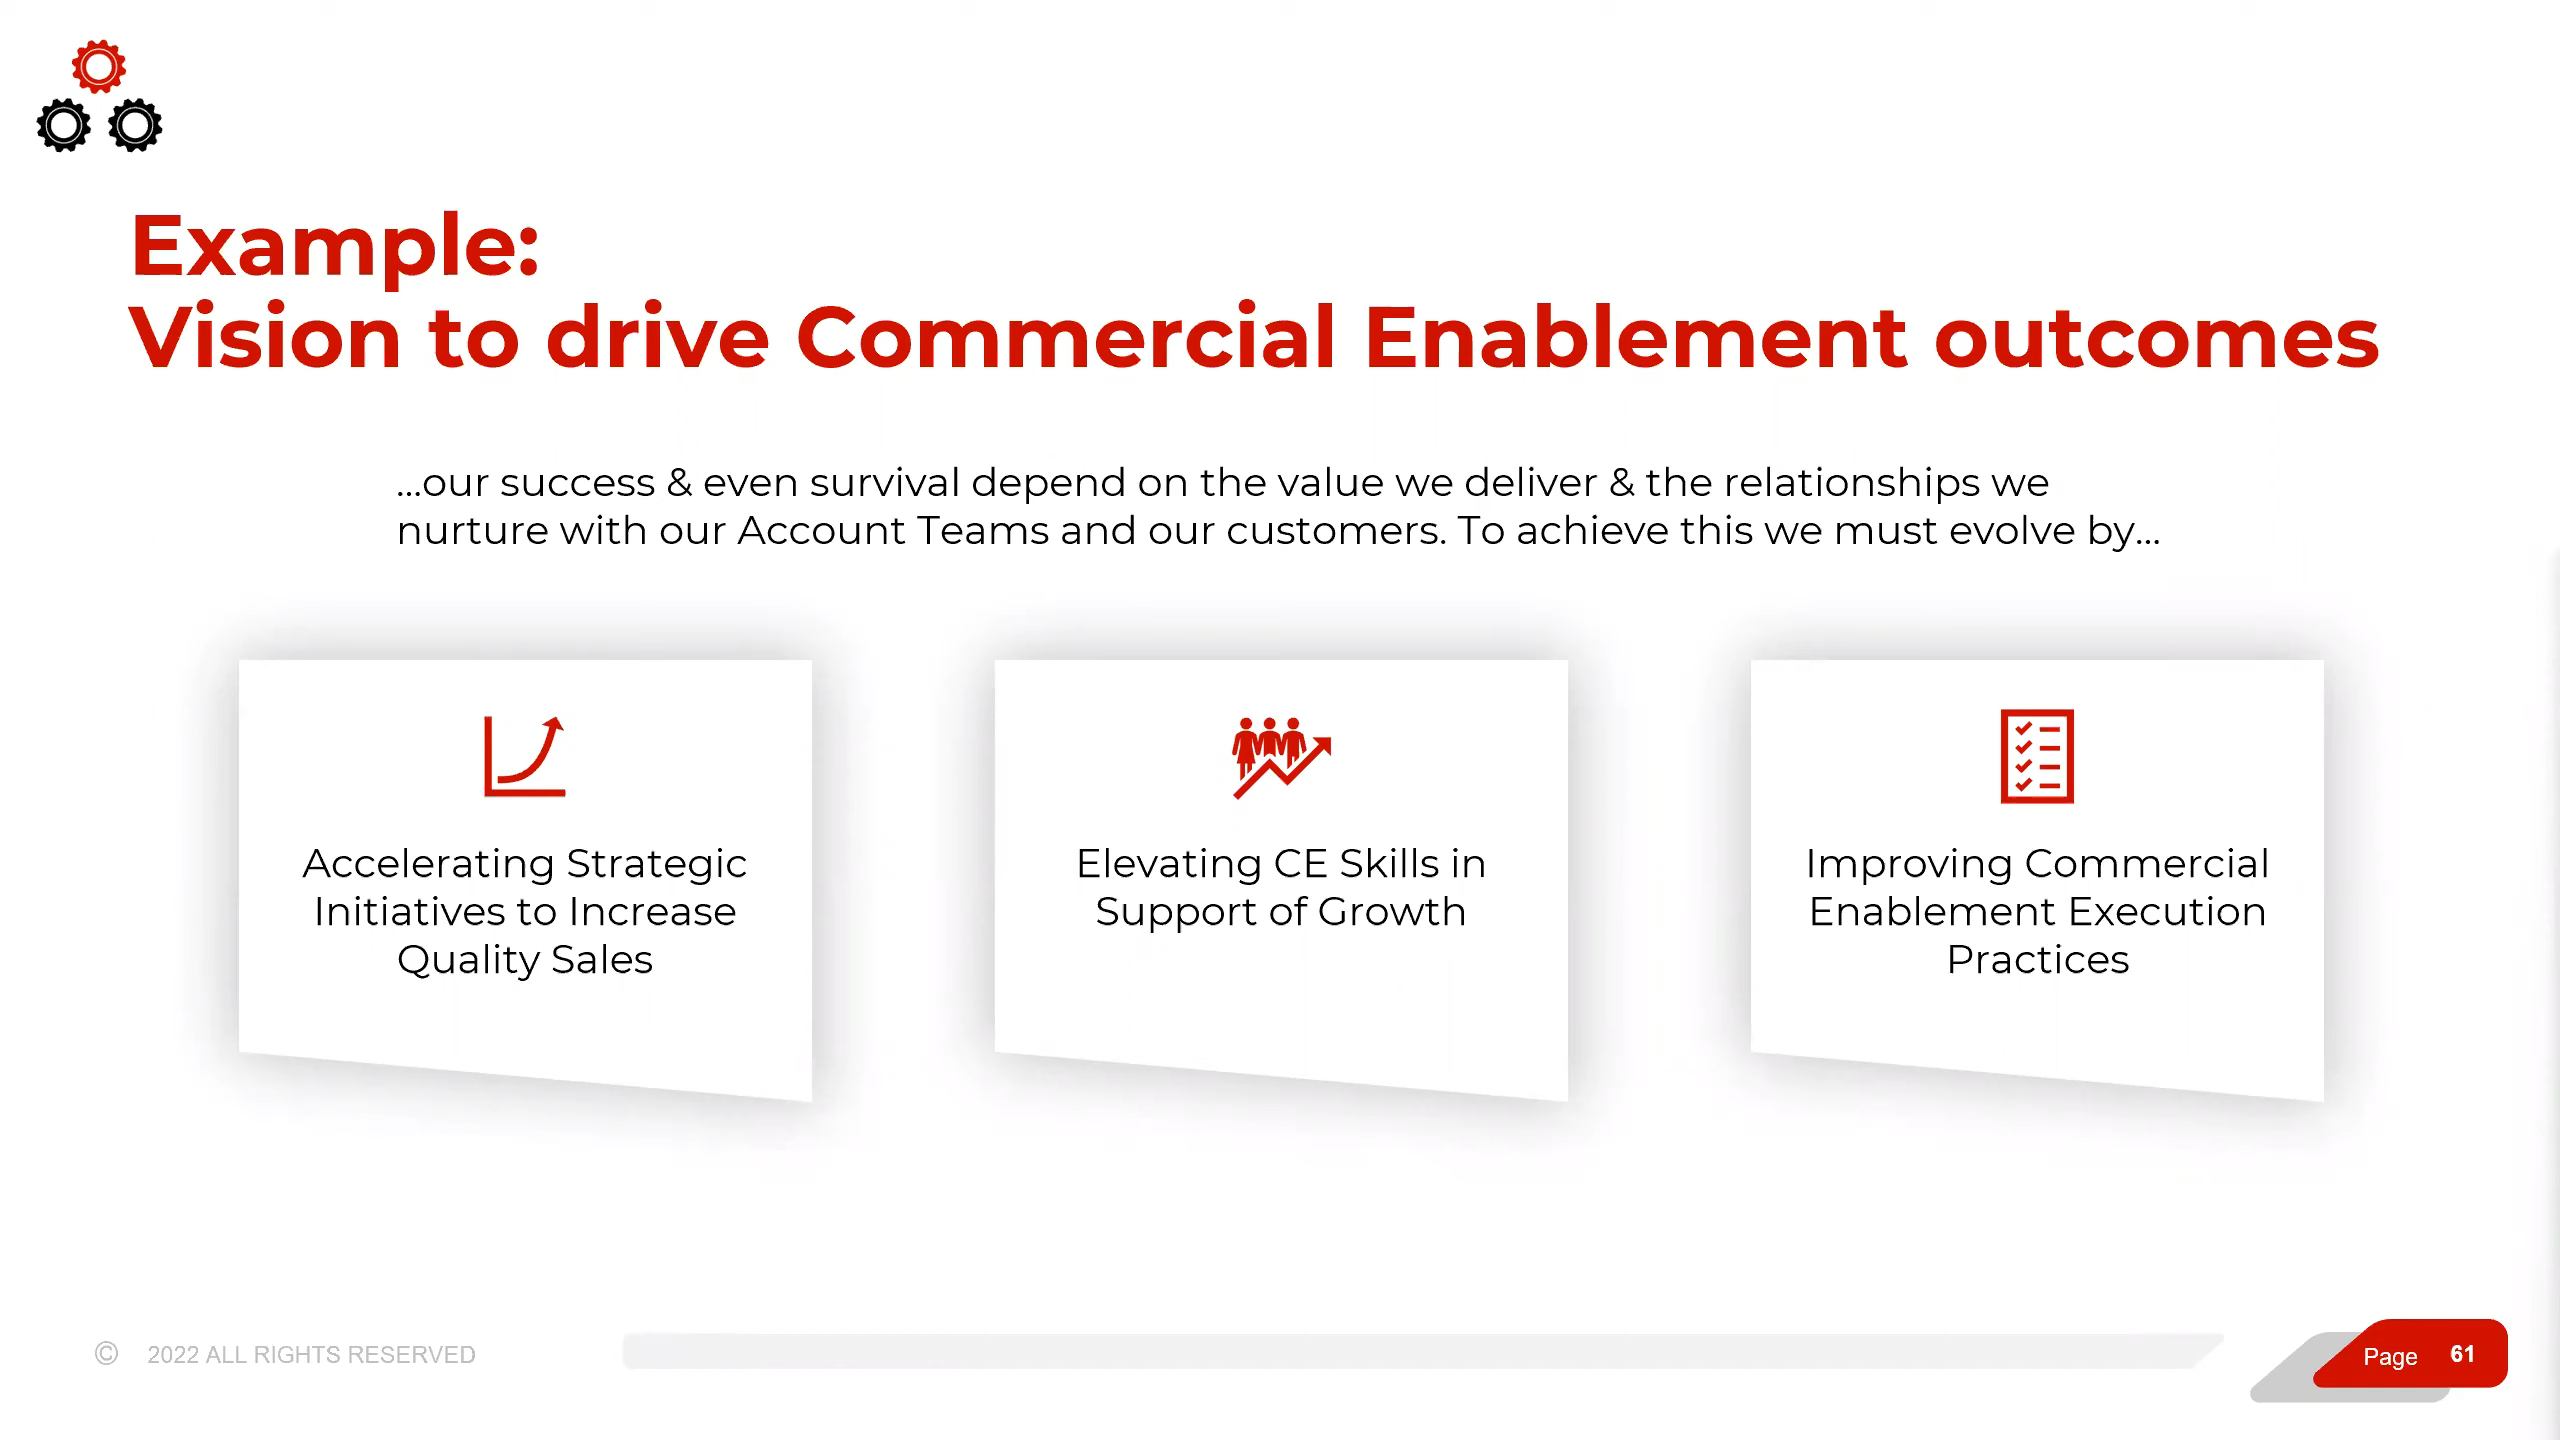 Example:
Vision to drive Commercial Enablement outcomes
...our success & even survival depend on the value we deliver & the relationships we
nurture with our Account Teams and our customers. To achieve this we must evolve by...
Accelerating Strategic
Initiatives to Increase
Quality Sales
Elevating CE Skills in
Support of Growth
Improving Commercial
Enablement Execution
Practices
© 2022 ALL RIGHTS RESERVED
Page 61